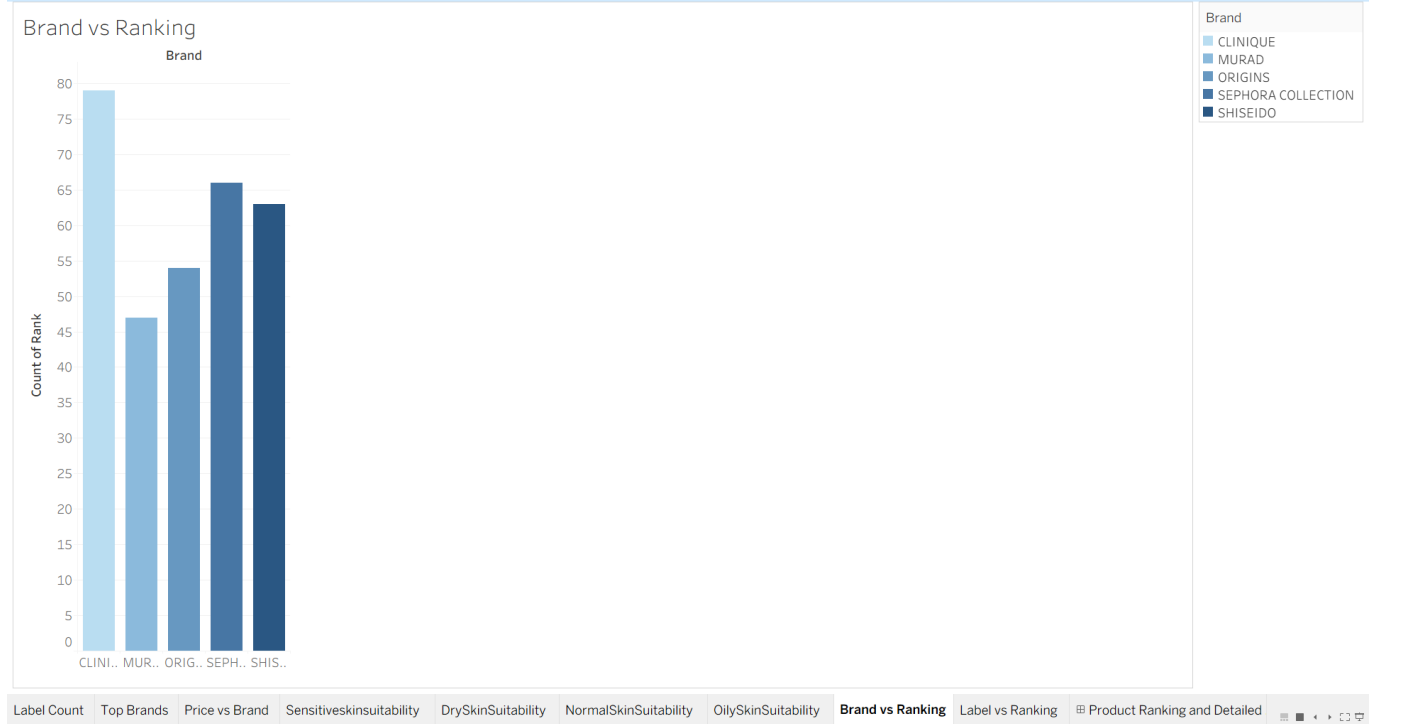 Brand vs Ranking
Brand
80
75
70
65
60
55
50
45
40
35
30
25
20
15
10
5
0
Count of Rank
CLINI.. MUR.. ORIG.. SEPH.. SHIS..
Brand
CLINIQUE
MURAD
ORIGINS
SEPHORA COLLECTION
SHISEIDO
Label Count Top Brands Price vs Brand Sensitiveskinsuitability DrySkinSuitability NormalSkinSuitability OilySkinSuitability Brand vs Ranking Label vs Ranking Product Ranking and Detailed